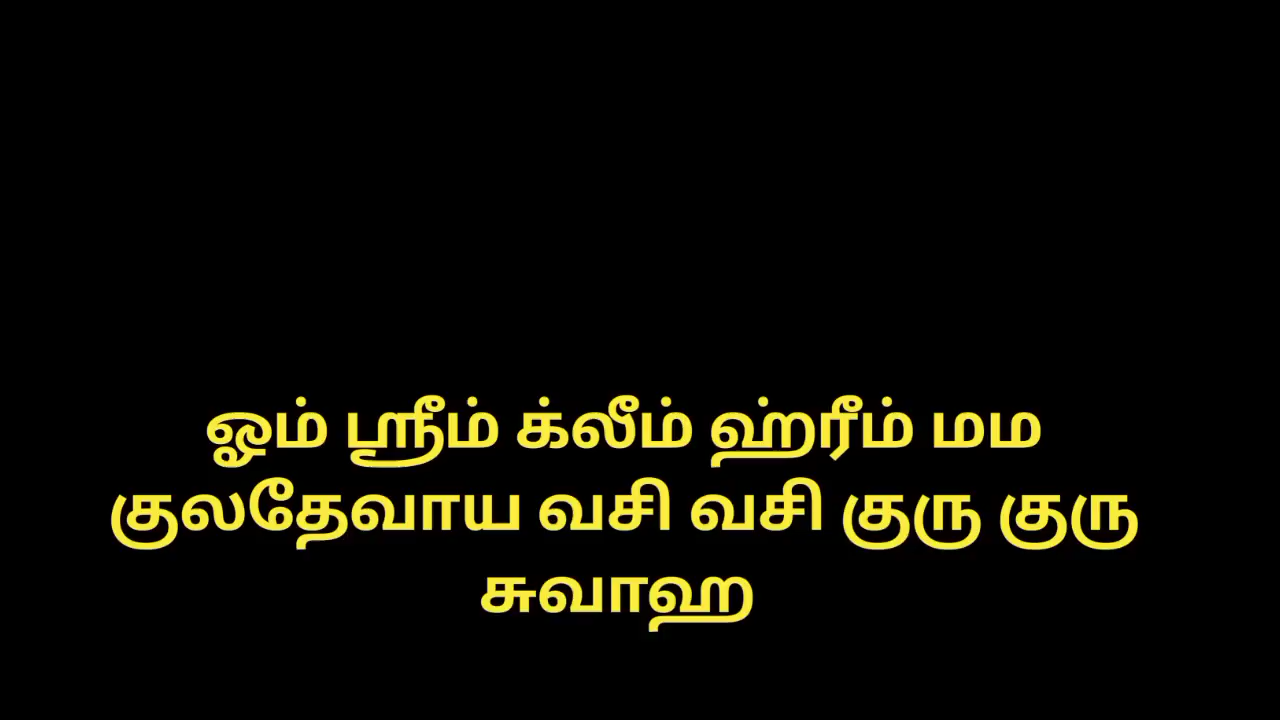 ஓம் ஸ்ரீம் க்லீம் ஹ்ரீம் மம
குலதேவாய வசி வசி குரு குரு
சுவாஹ